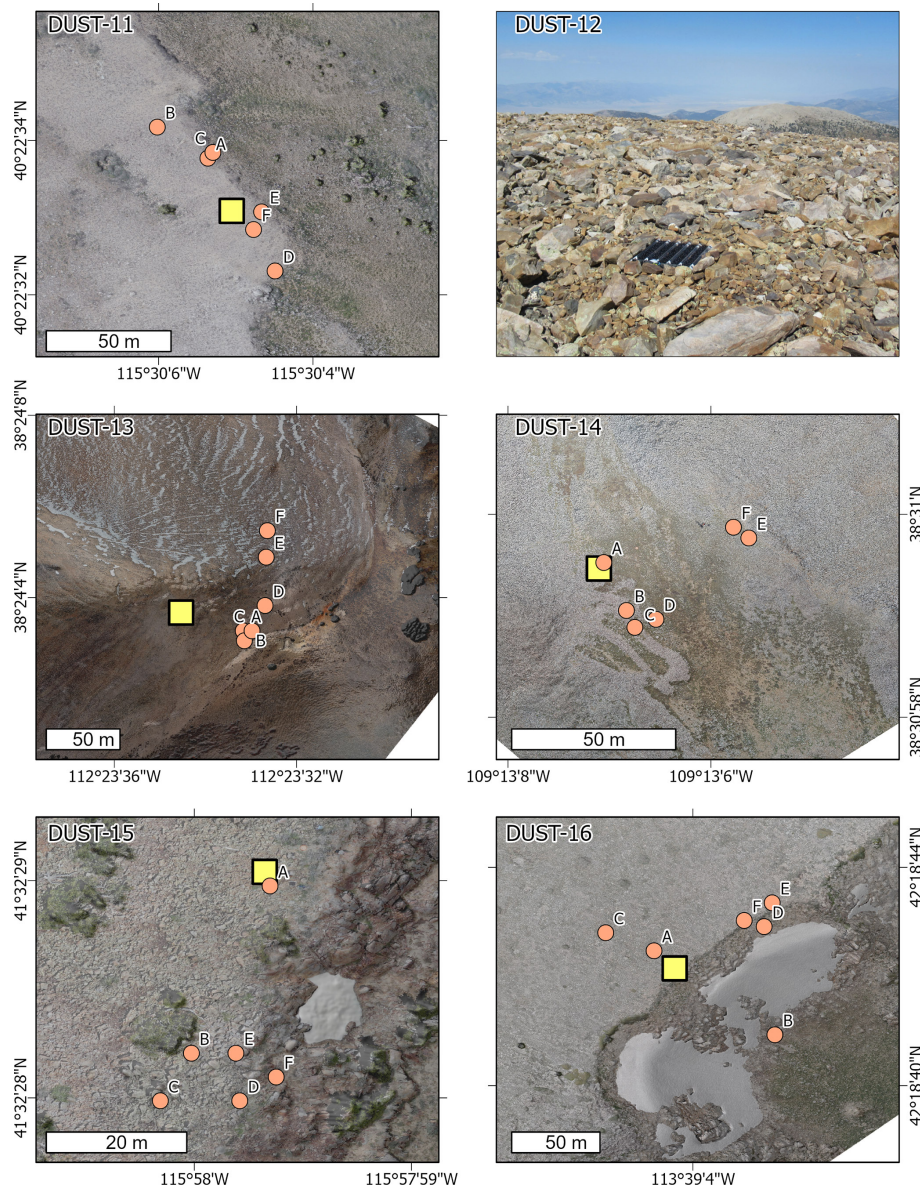 DUST-11
B
C A
E
F
D
50 m
40°22'34"N
40°22'32"N
115°30'6"W 115°30'4"W
DUST-12
DUST-13
F
E
D
C A
B
50 m
38°24'8"N
38°24'4"N
112°23'36"W 112°23'32"W
DUST-14
F
E
A
B
C D
50 m
38°31'N
38°30'58"N
109°13'8"W 109°13'6"W
DUST-15
A
B E
F
C D
20 m
41°32'29"N
41°32'28"N
115°58'W 115°57'59"W
DUST-16
E
F
D
C
A
B
50 m
42°18'44"N
42°18'40"N
113°39'4"W